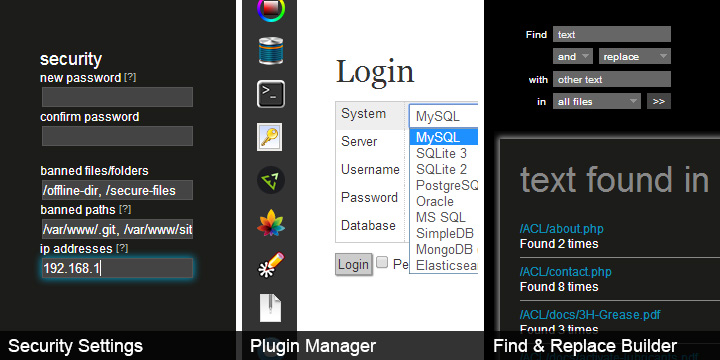 security
new password [?]
confirm password
banned files/folders
/offline-dir, /secure-files
banned paths [?]
/var/www/.git, /var/www/sit
ip addresses [?]
192.168.1
Security Settings
Login
System
MySQL
MySQL
SQLite 3
SQLite 2
PostgreSQ
Oracle
MS SQL
SimpleDB
MongoDB
Elasticsea
Server
Username
Password
Database
Login
Pe
Plugin Manager
Find text
and replace
with other text
in all files >>
text found in
/ACL/about.php
Found 2 times
/ACL/contact.php
Found 8 times
/ACL/docs/3H-Grease.pdf
Found 3 times
Find & Replace Builder